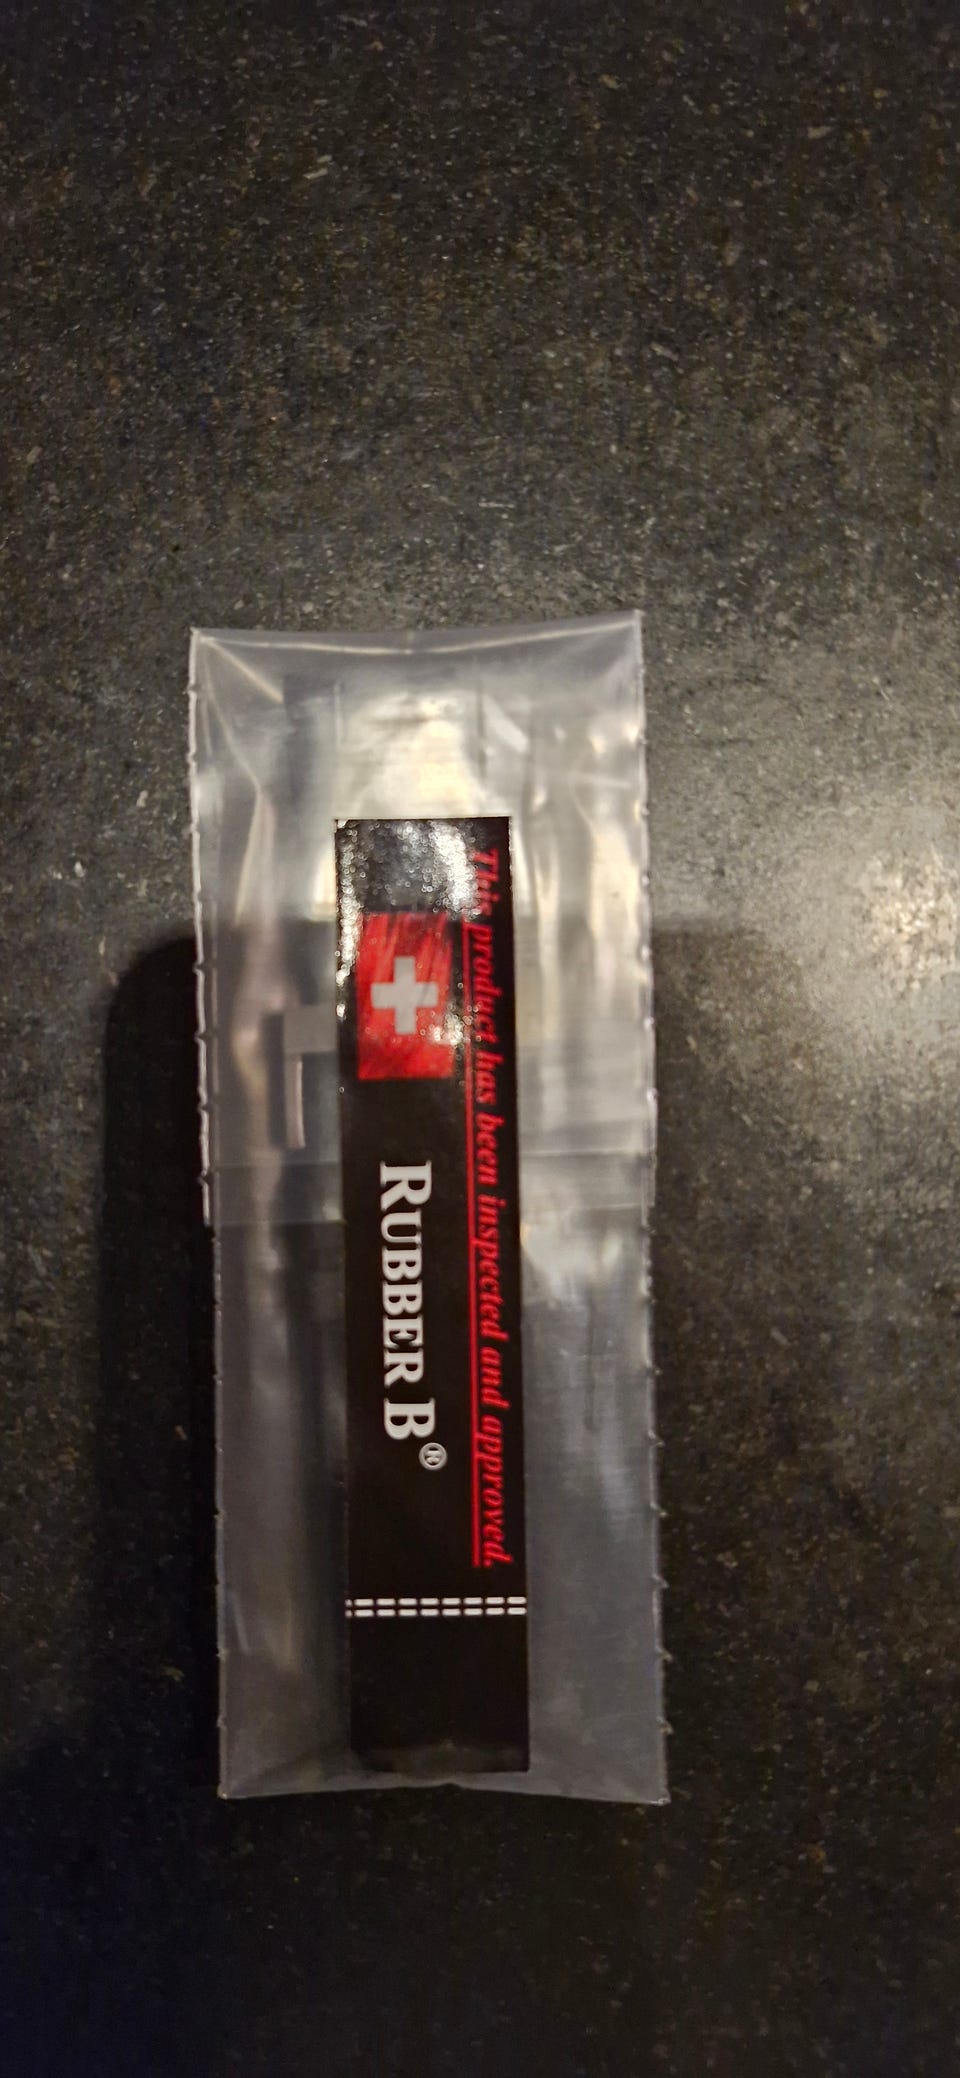 This product has been inspected and approved.
RUBBER B®